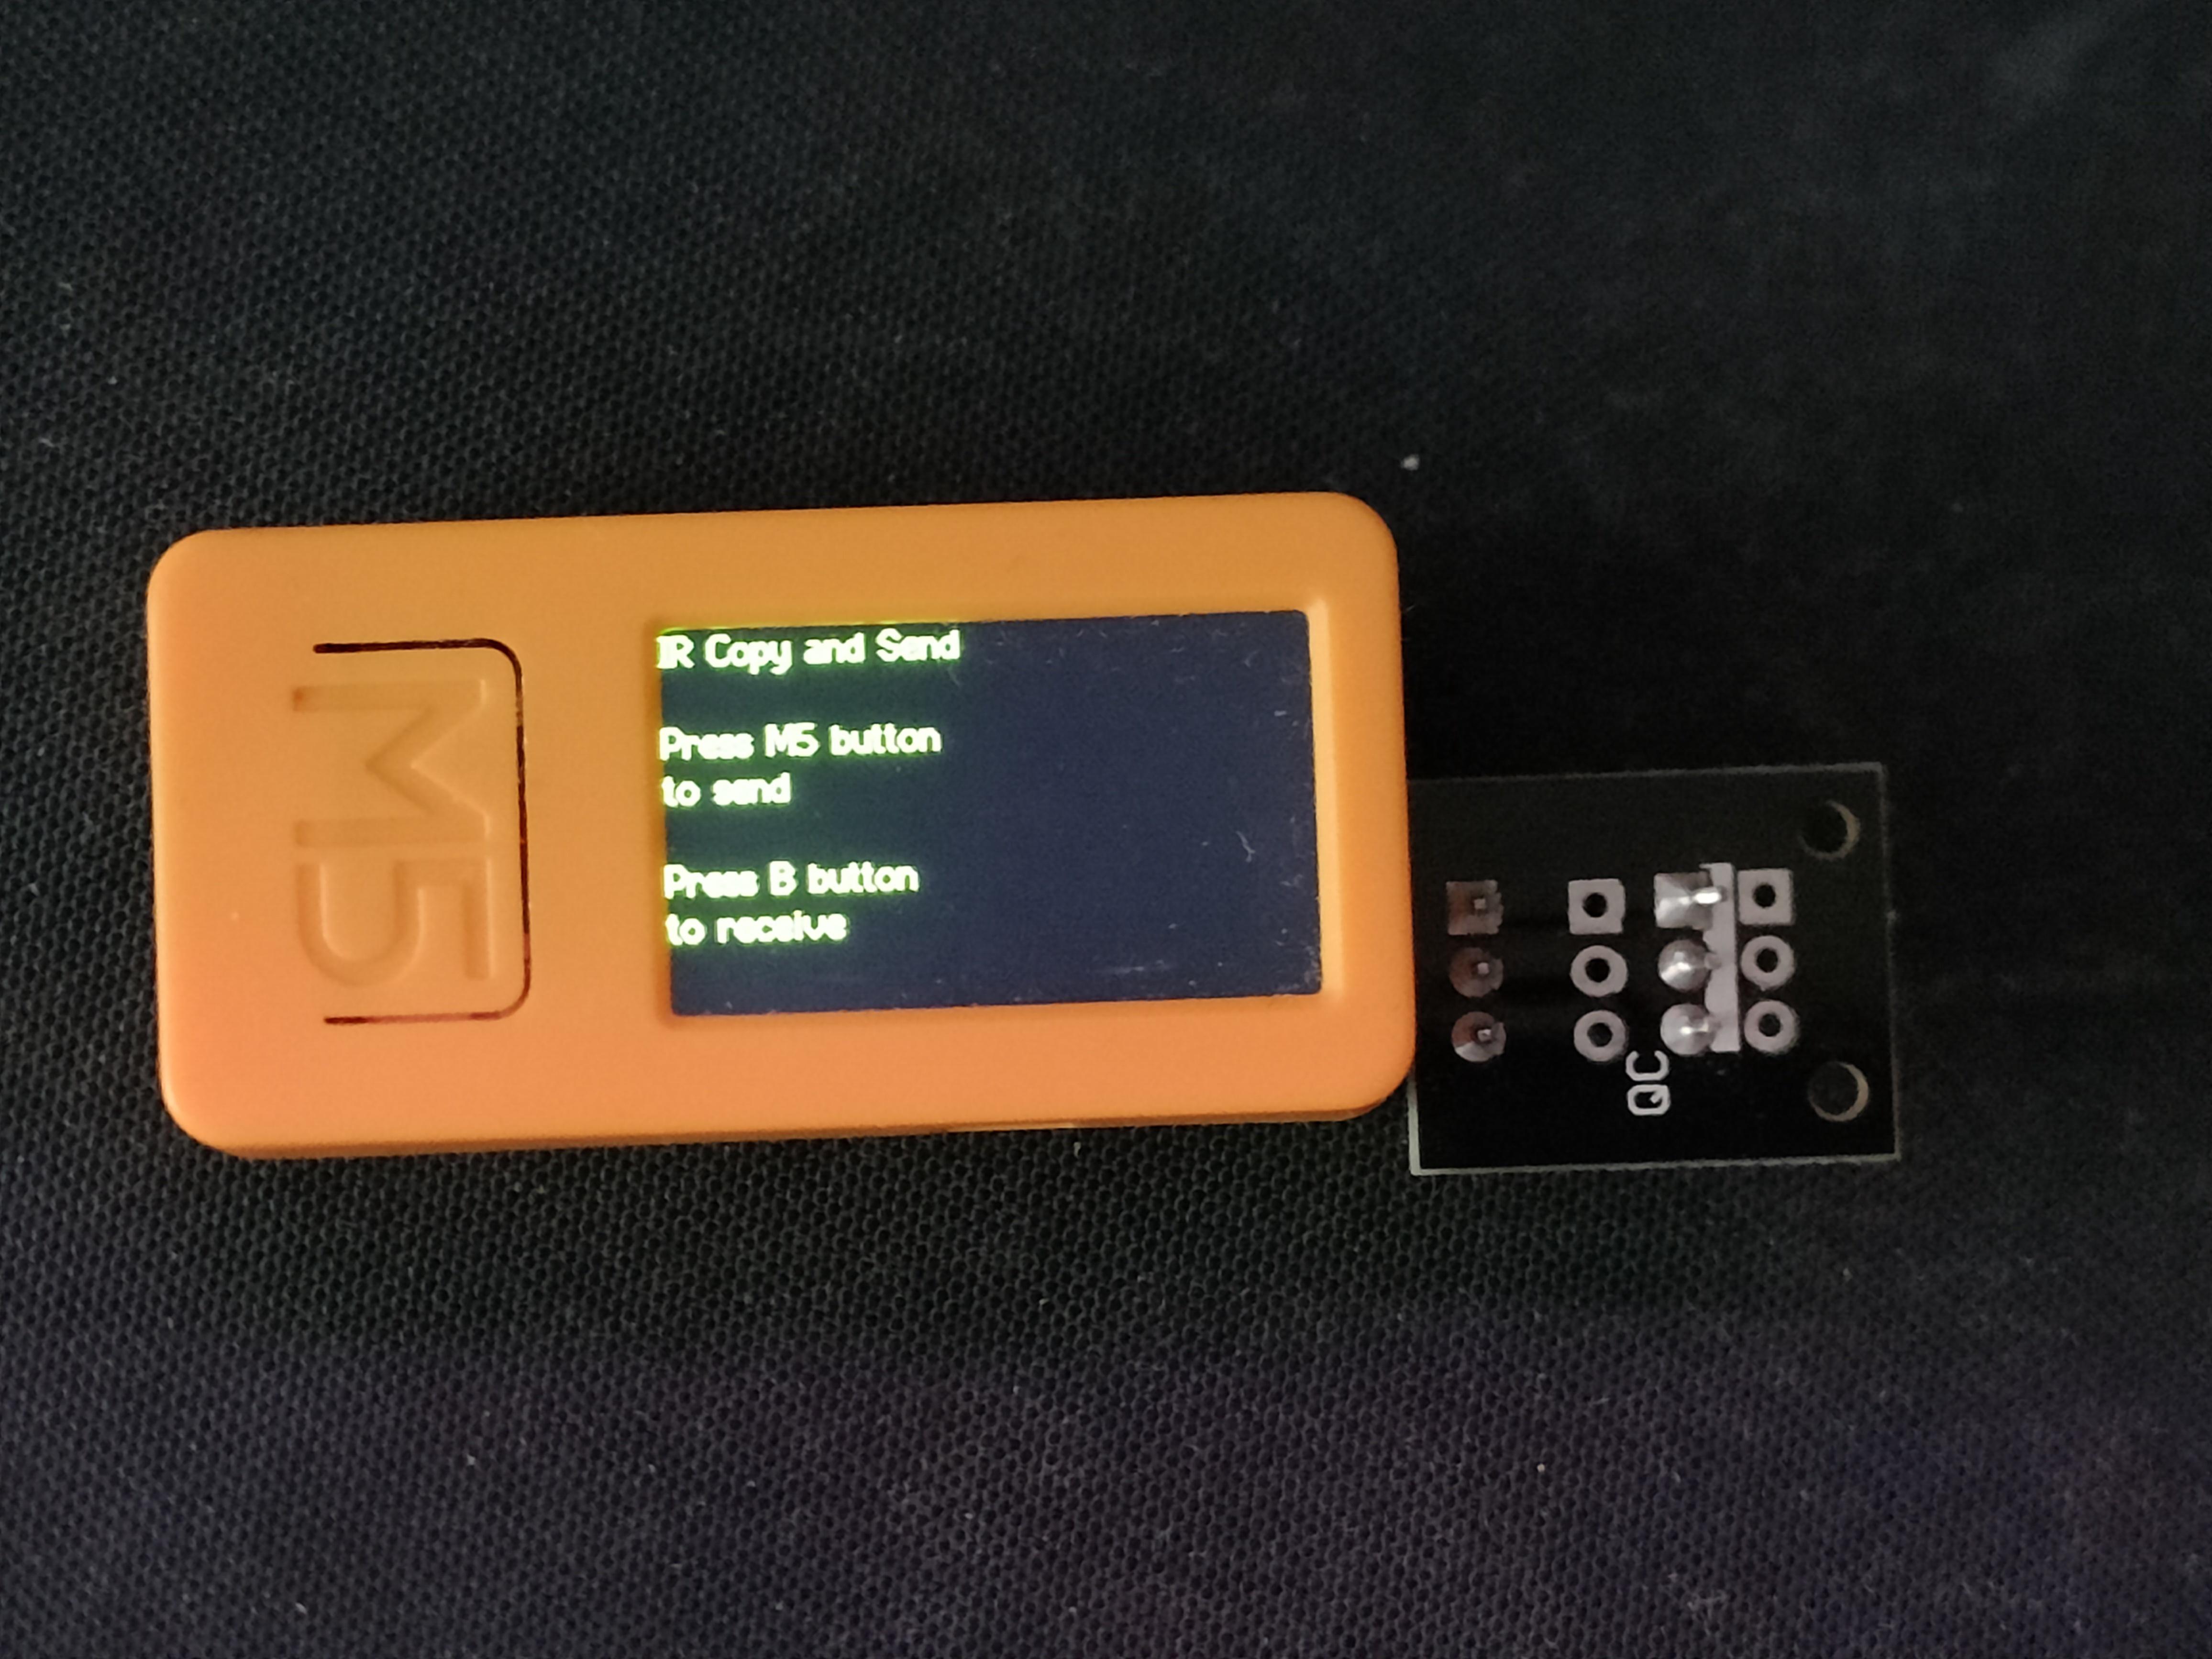 M5
IR Copy and Send
Press M5 button
to send
Press B button
to receive
QC